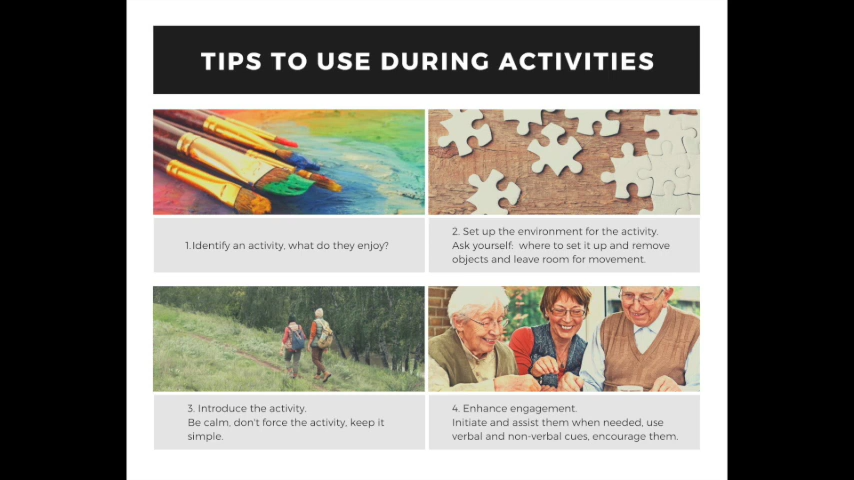 TIPS TO USE DURING ACTIVITIES
1.Identify an activity, what do they enjoy?
2. Set up the environment for the activity.
Ask yourself:  where to set it up and remove
objects and leave room for movement.
3. Introduce the activity.
Be calm, don't force the activity, keep it
simple.
4. Enhance engagement.
Initiate and assist them when needed, use
verbal and non-verbal cues, encourage them.